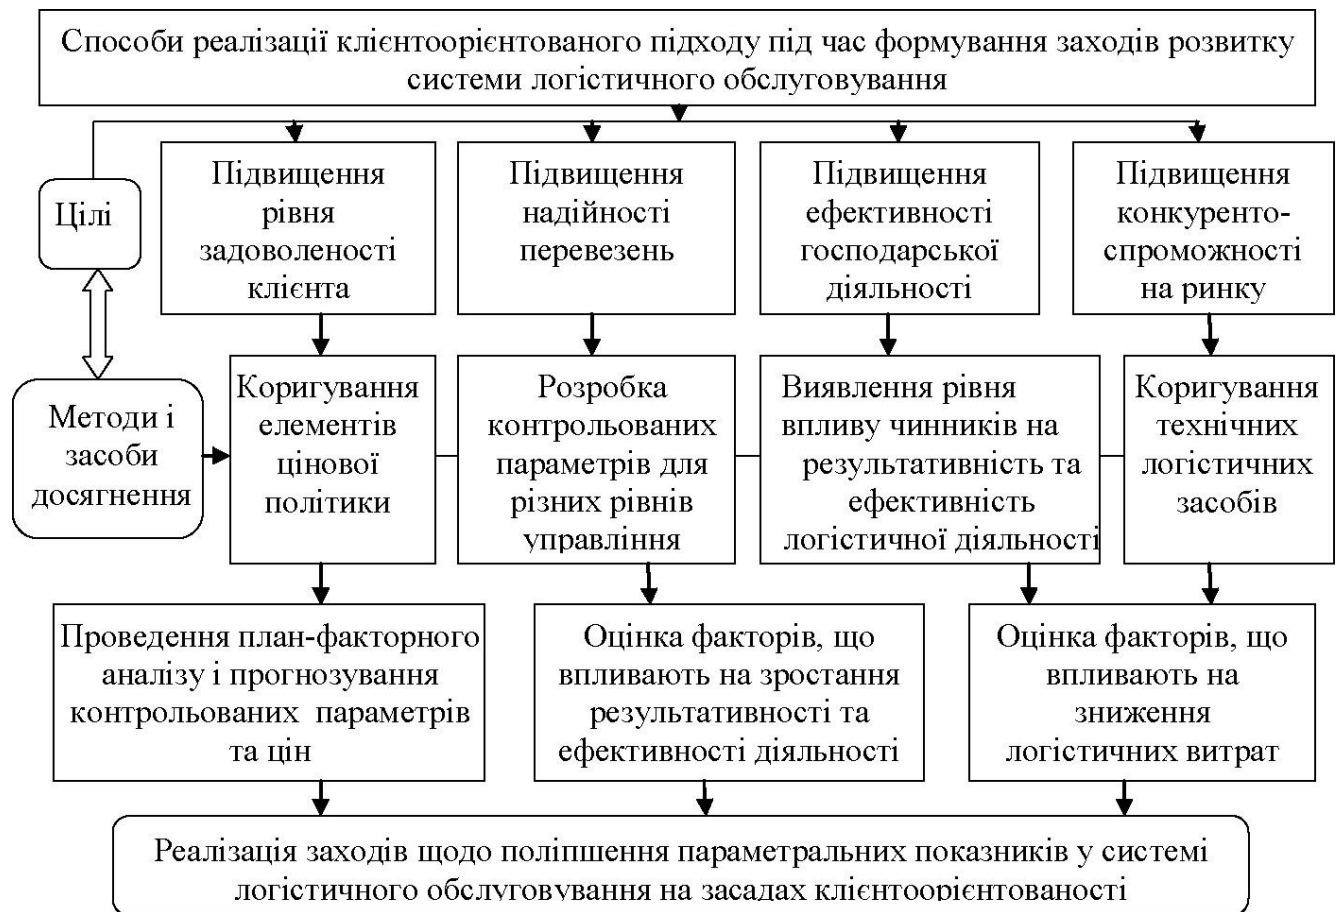 Способи реалізації клієнтоорієнтованого підходу під час формування заходів розвитку
системи логістичного обслуговування
Цілі
Підвищення
рівня
задоволеності
клієнта
Підвищення
надійності
перевезень
Підвищення
ефективності
господарської
діяльності
Підвищення
конкуренто-
спроможності
на ринку
Методи і
засоби
досягнення
Коригування
елементів
цінової
політики
Розробка
контрольованих
параметрів для
різних рівнів
управління
Виявлення рівня
впливу чинників на
результативність та
ефективність
логістичної діяльності
Коригування
технічних
логістичних
засобів
Проведення план-факторного
аналізу і прогнозування
контрольованих параметрів
та цін
Оцінка факторів, що
впливають на зростання
результативності та
ефективності діяльності
Оцінка факторів, що
впливають на
зниження
логістичних витрат
Реалізація заходів щодо поліпшення параметральних показників у системі
логістичного обслуговування на засадах клієнтоорієнтованості